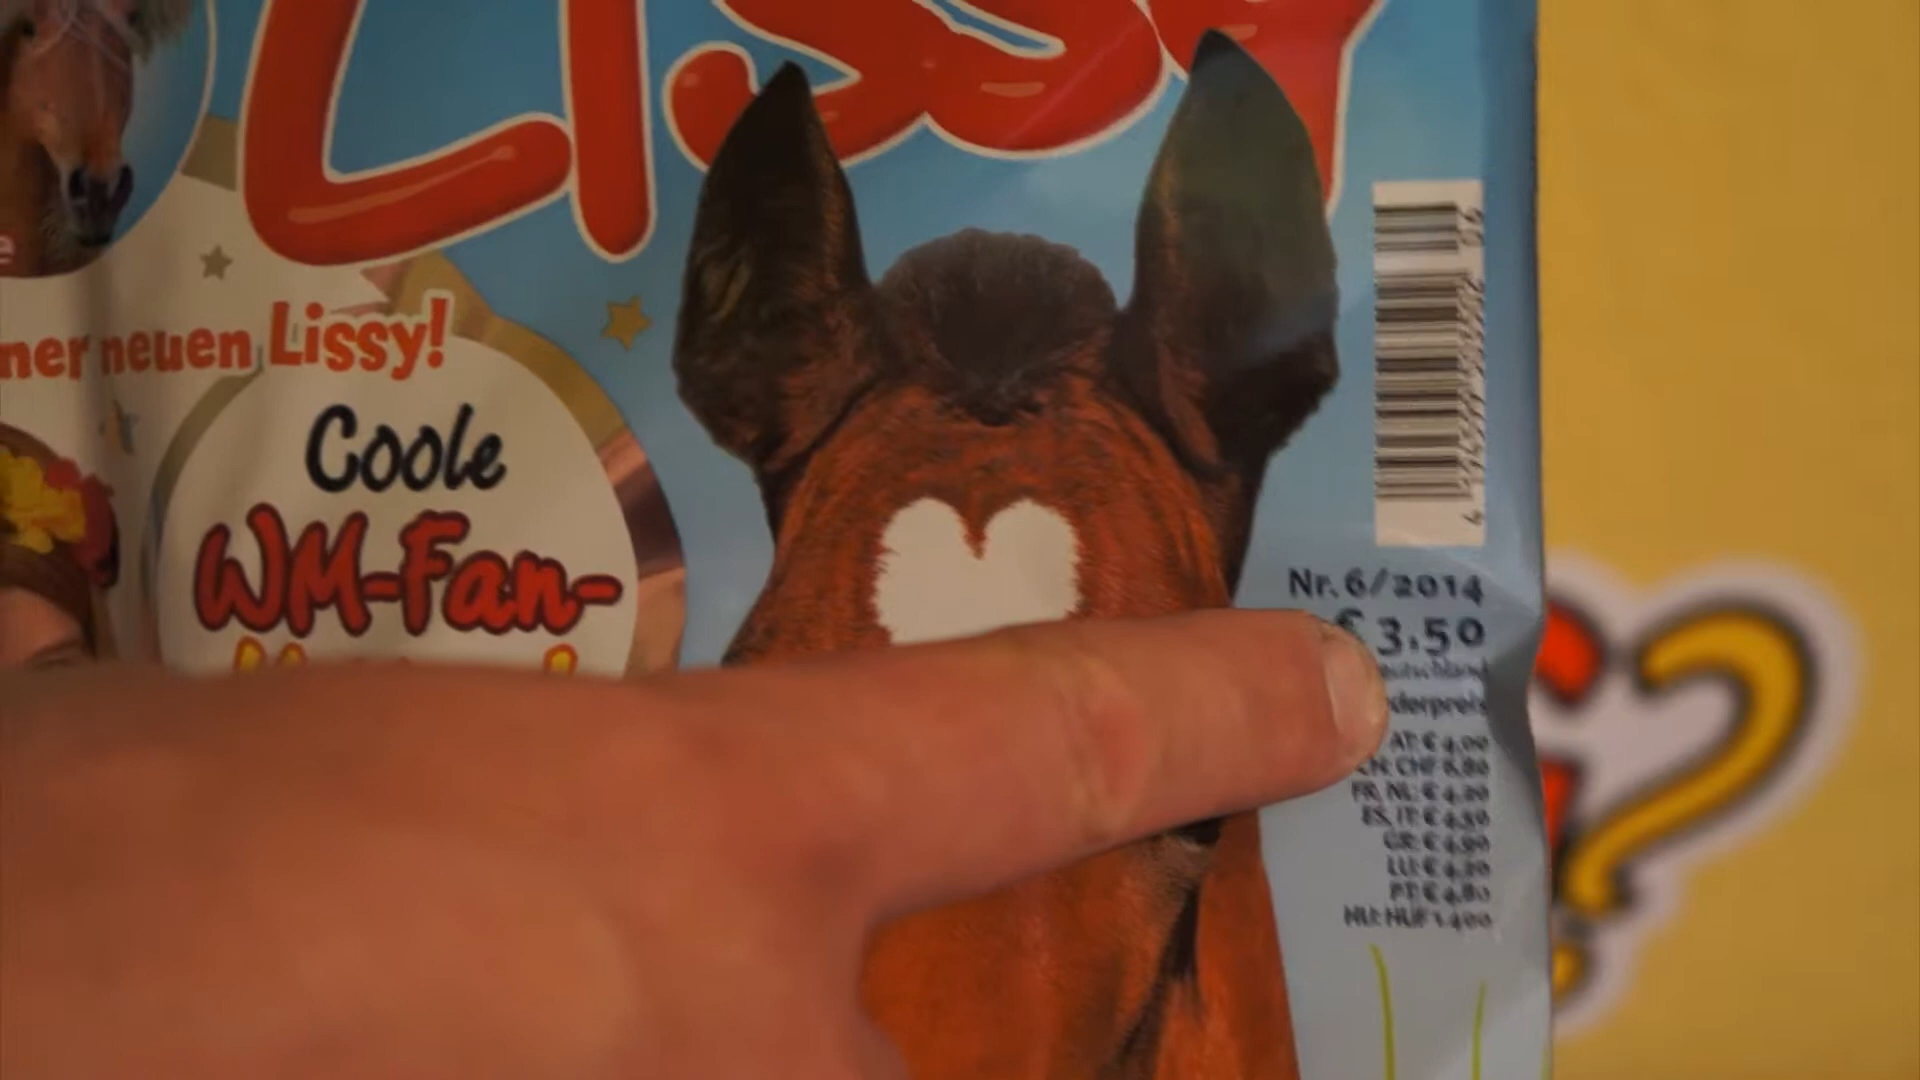 Lissy
ner neuen Lissy!
Coole
WM-Fan-
Nr. 6/2014
€ 3.50
AT: € 4,00
CH: CHF 6,80
FR, NL: € 4,20
ES, IT: € 4,50
GR: € 4,90
LU: € 4,20
PT: € 4,80
HU: HUF 1.400